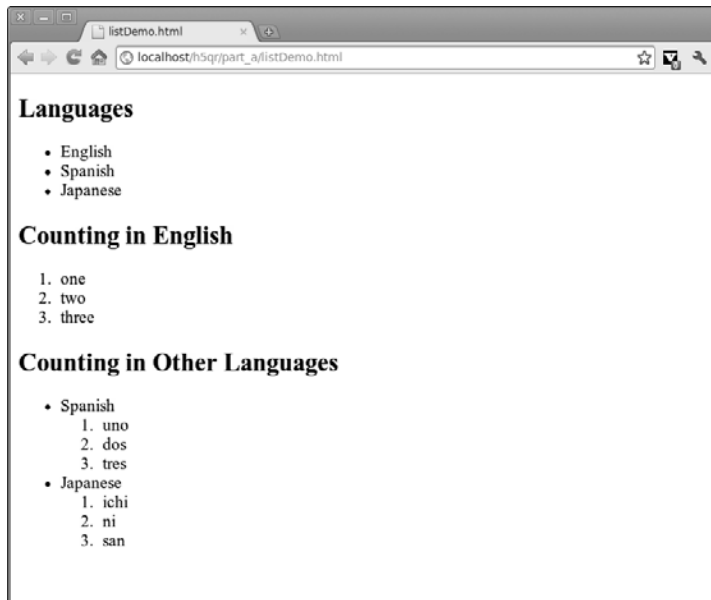 listDemo.html
localhost/h5qr/part_a/listDemo.html
Languages
• English
• Spanish
• Japanese
Counting in English
1. one
2. two
3. three
Counting in Other Languages
• Spanish
1. uno
2. dos
3. tres
• Japanese
1. ichi
2. ni
3. san